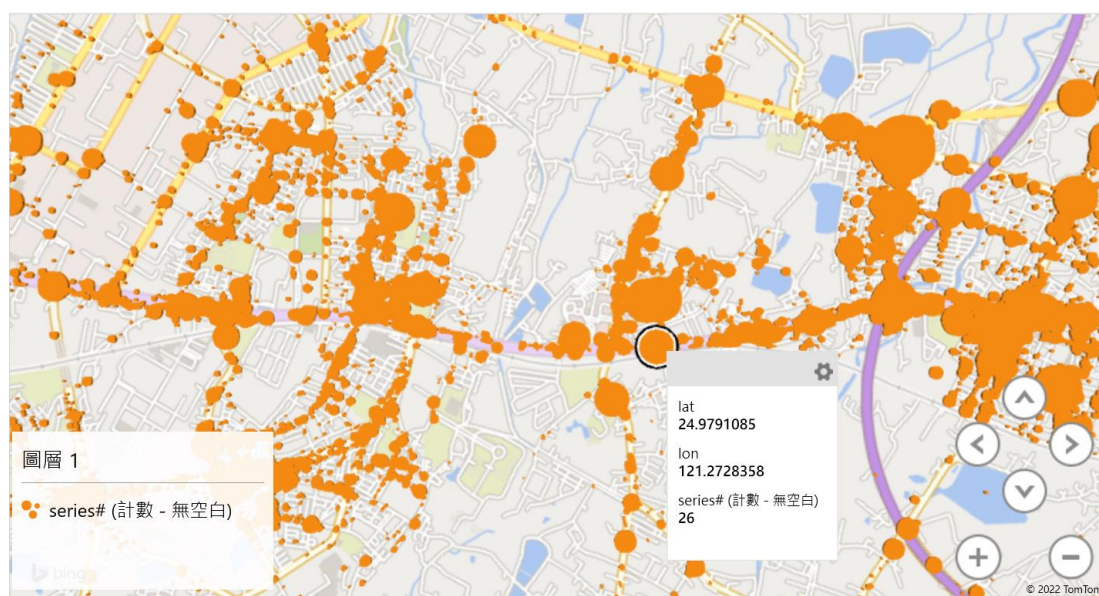 lat
24.9791085
lon
121.2728358
series# (計數 - 無空白)
26
圖層 1
series# (計數 - 無空白)
bing
© 2022 TomTom